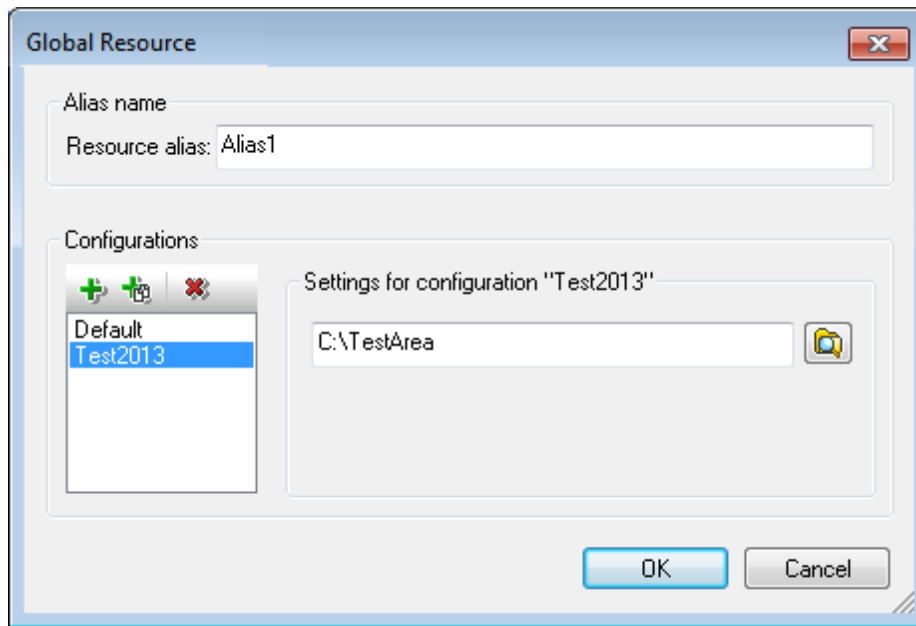 Global Resource
Alias name
Resource alias: Alias1
Configurations
Settings for configuration "Test2013"
Default
Test2013
C:\TestArea
OK
Cancel